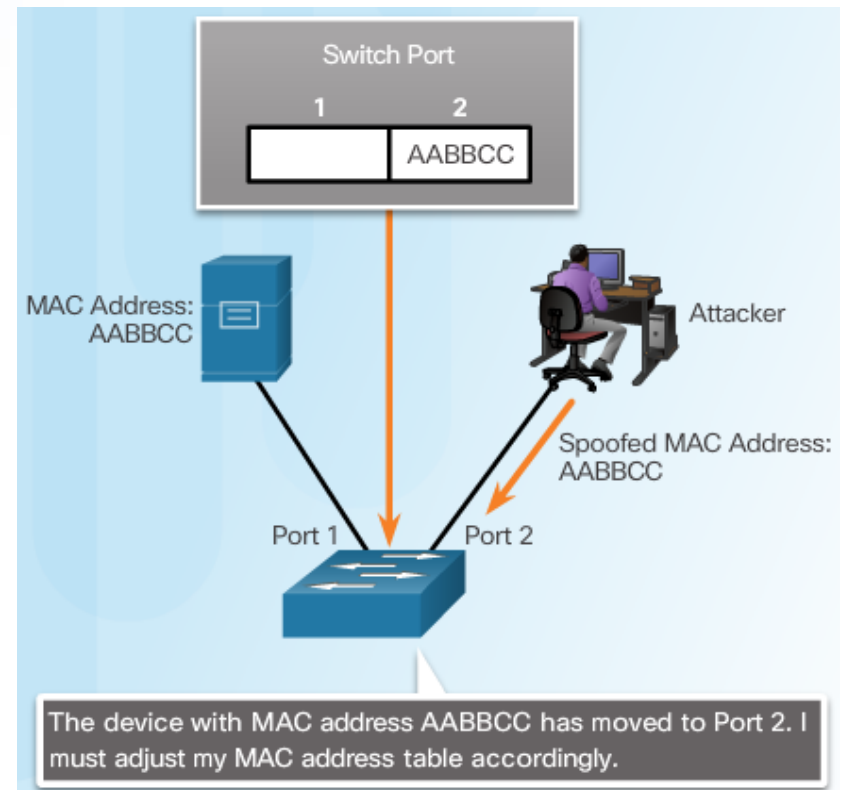 Switch Port
1 2
AABBCC
MAC Address:
AABBCC
Attacker
Spoofed MAC Address:
AABBCC
Port 1
Port 2
The device with MAC address AABBCC has moved to Port 2. I
must adjust my MAC address table accordingly.